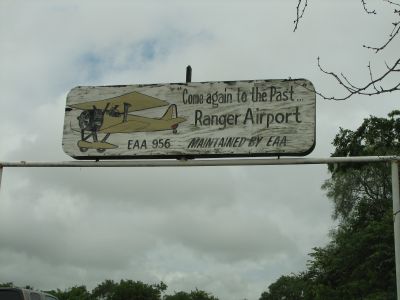 "Come again to the Past...
Ranger Airport
EAA 956 MAINTAINED BY EAA